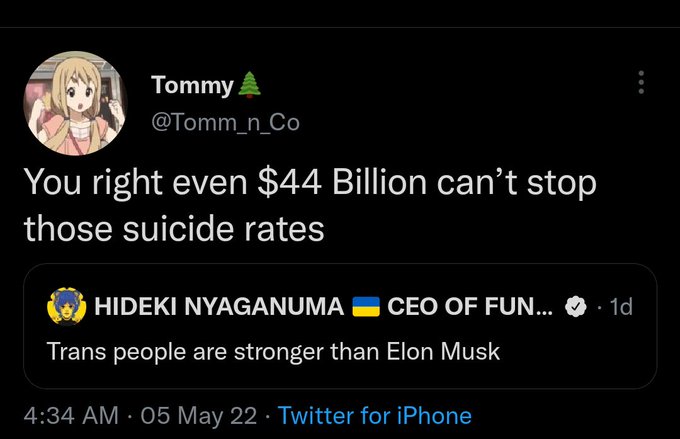 Tommy🌲
@Tomm_n_Co
You right even $44 Billion can't stop
those suicide rates
HIDEKI NYAGANUMA 🇺🇦 CEO OF FUN... · 1d
Trans people are stronger than Elon Musk
4:34 AM · 05 May 22 · Twitter for iPhone